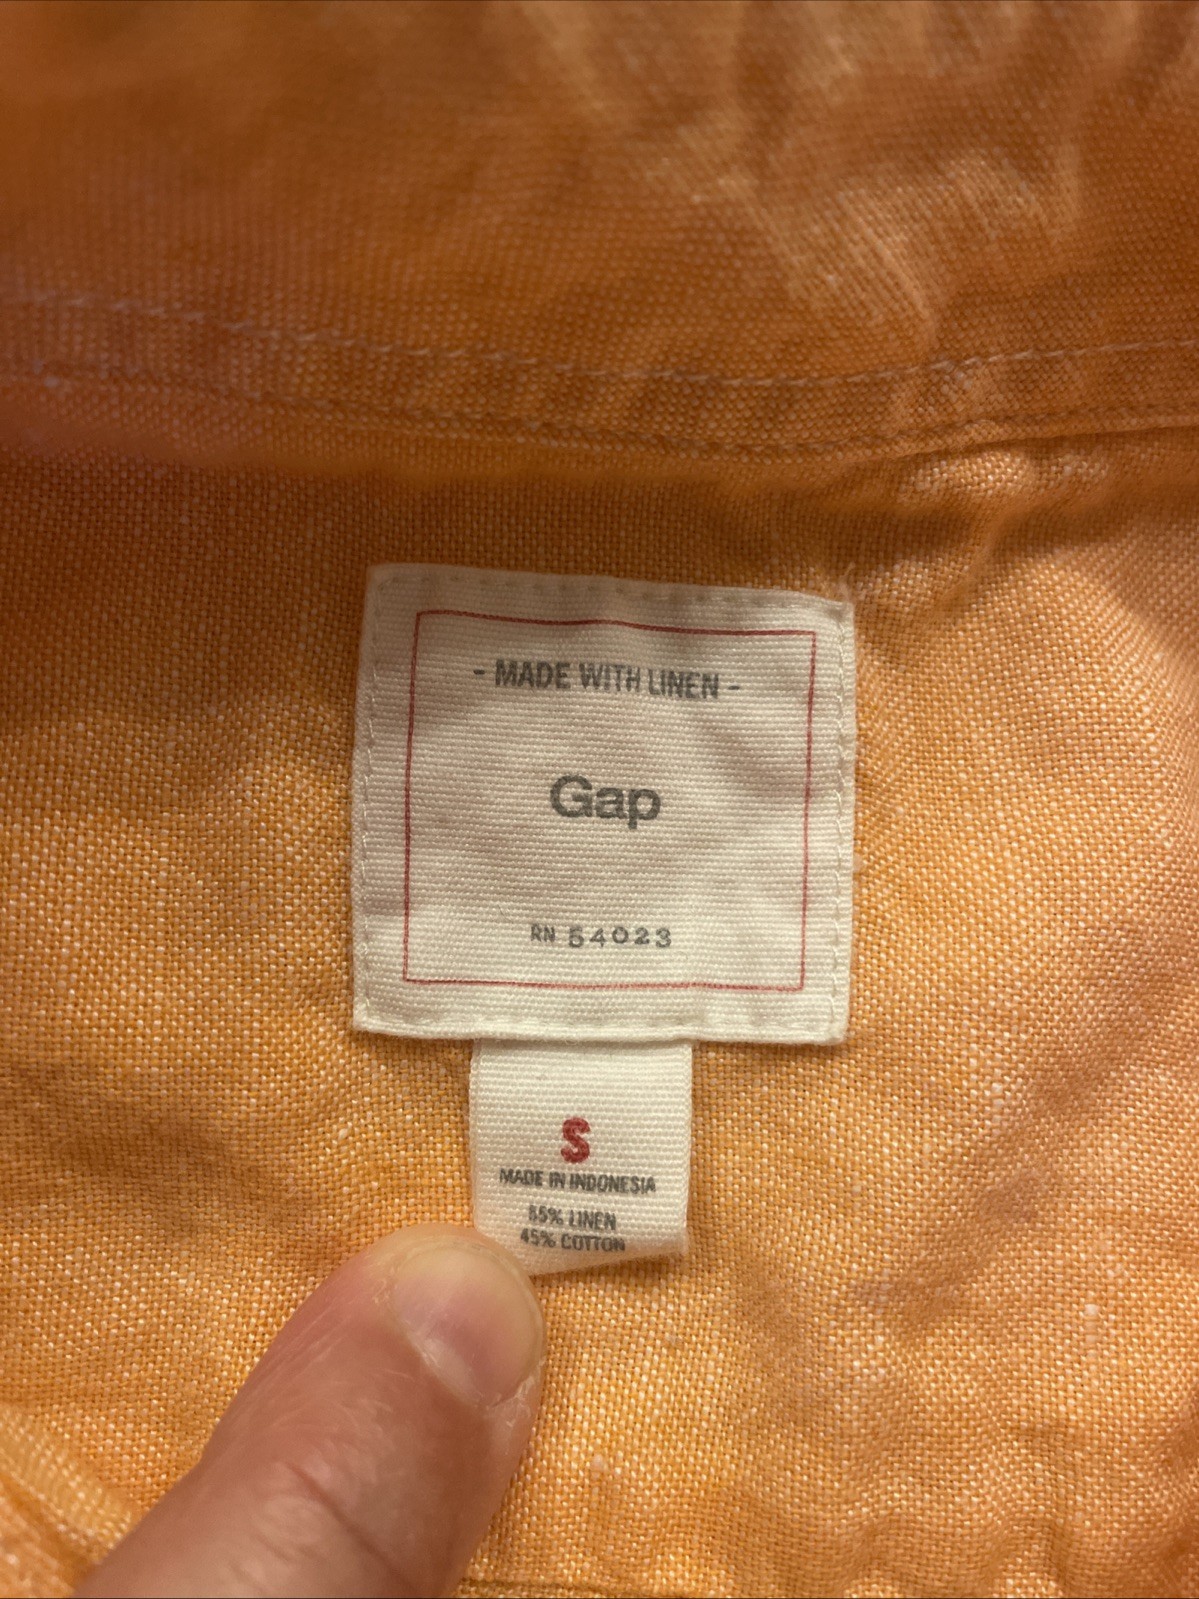 - MADE WITH LINEN -
Gap
RN 54023
S
MADE IN INDONESIA
55% LINEN
45% COTTON